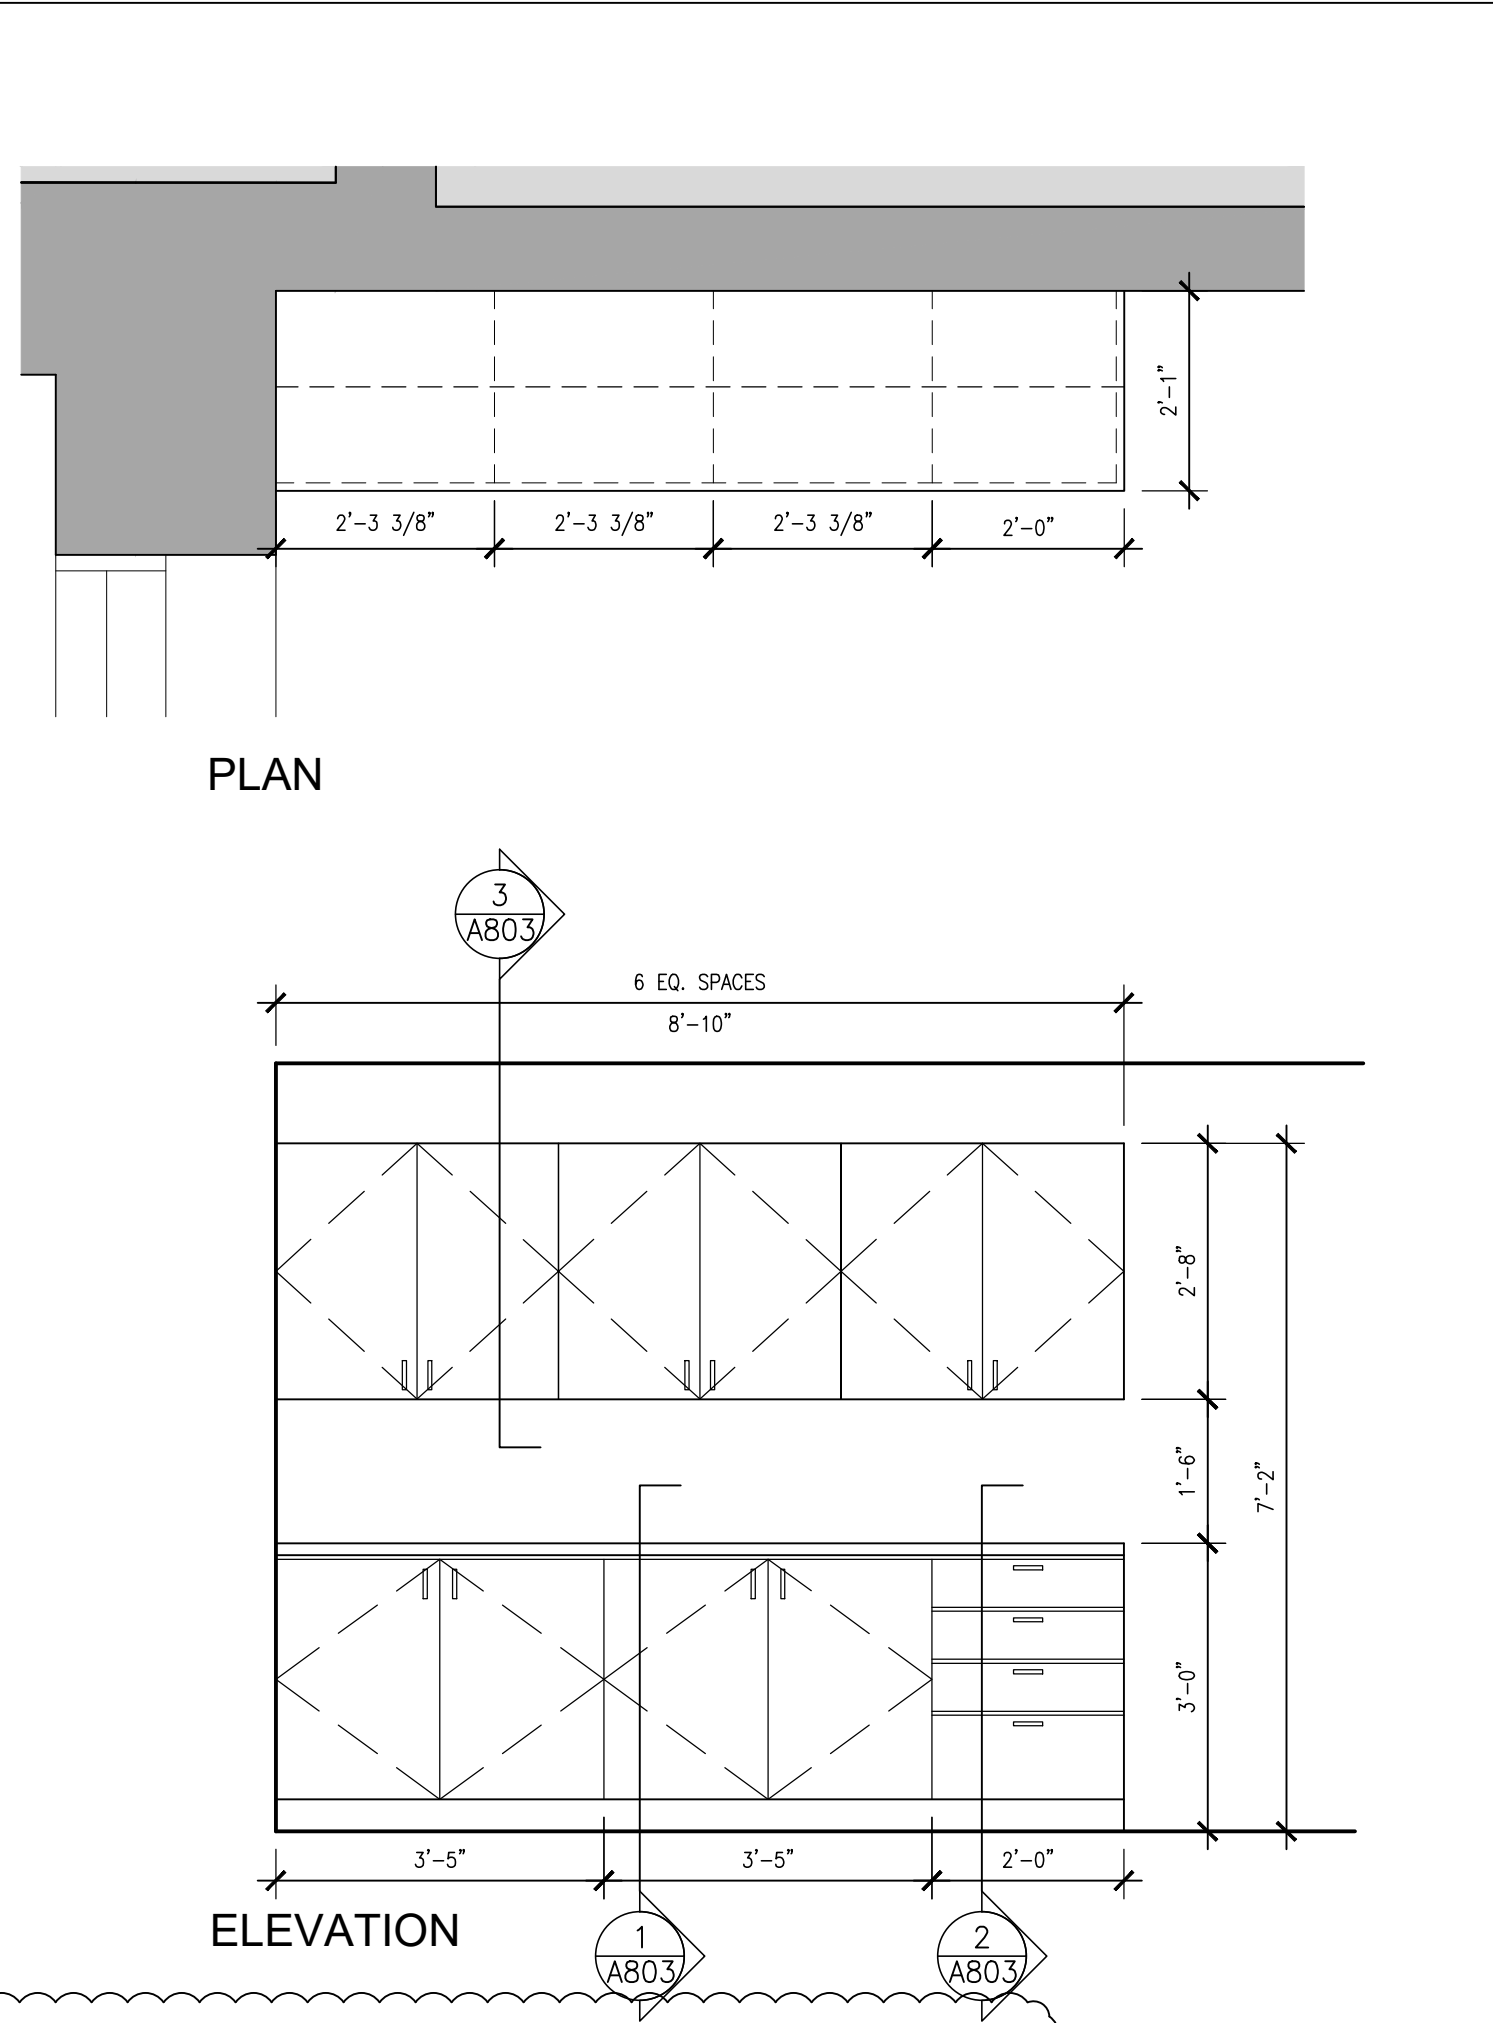 2'-1"
2'-3 3/8" 2'-3 3/8" 2'-3 3/8" 2'-0"
PLAN
3
A803
6 EQ. SPACES
8'-10"
2'-8"
1'-6"
7'-2"
3'-0"
3'-5" 3'-5" 2'-0"
ELEVATION
1
A803
2
A803